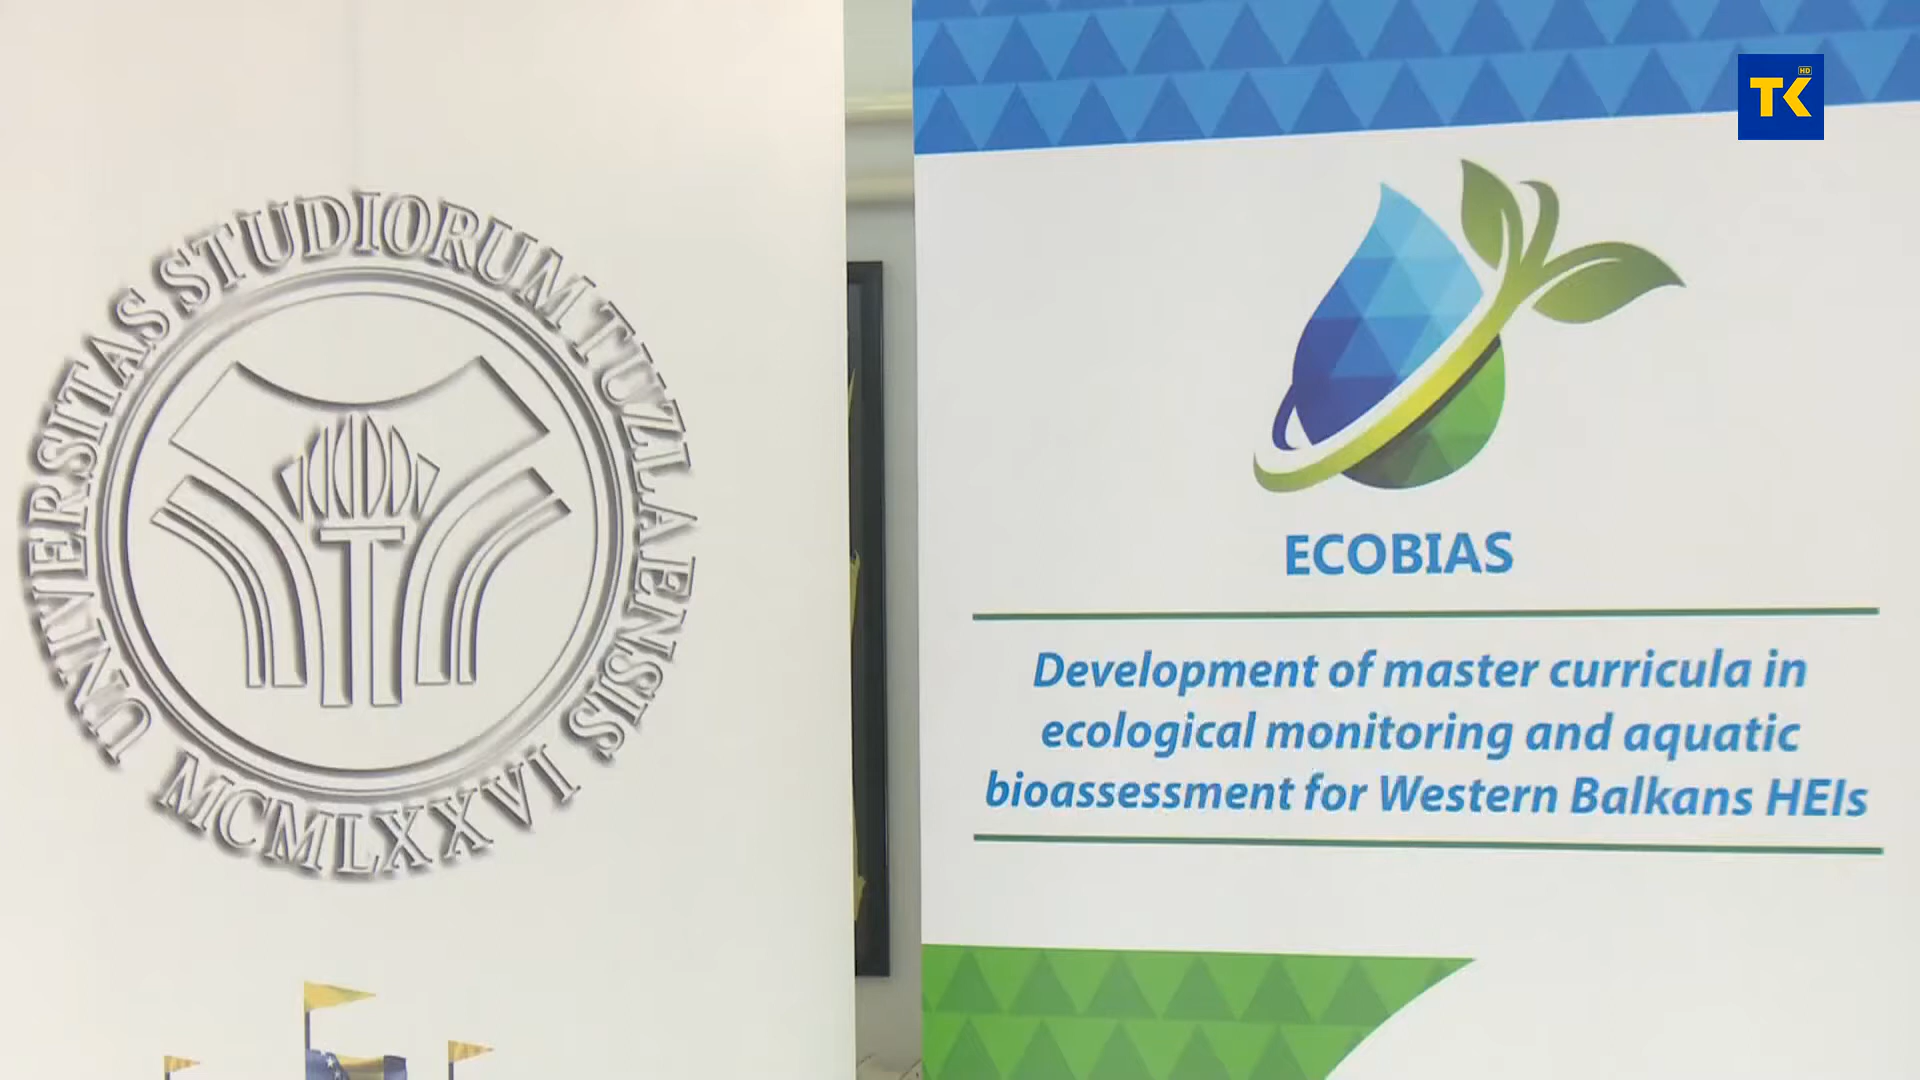 UNIVERSITAS STUDIORUM TUZLAENSIS
MCMLXXVI
TK HD
ECOBIAS
Development of master curricula in
ecological monitoring and aquatic
bioassessment for Western Balkans HEIs